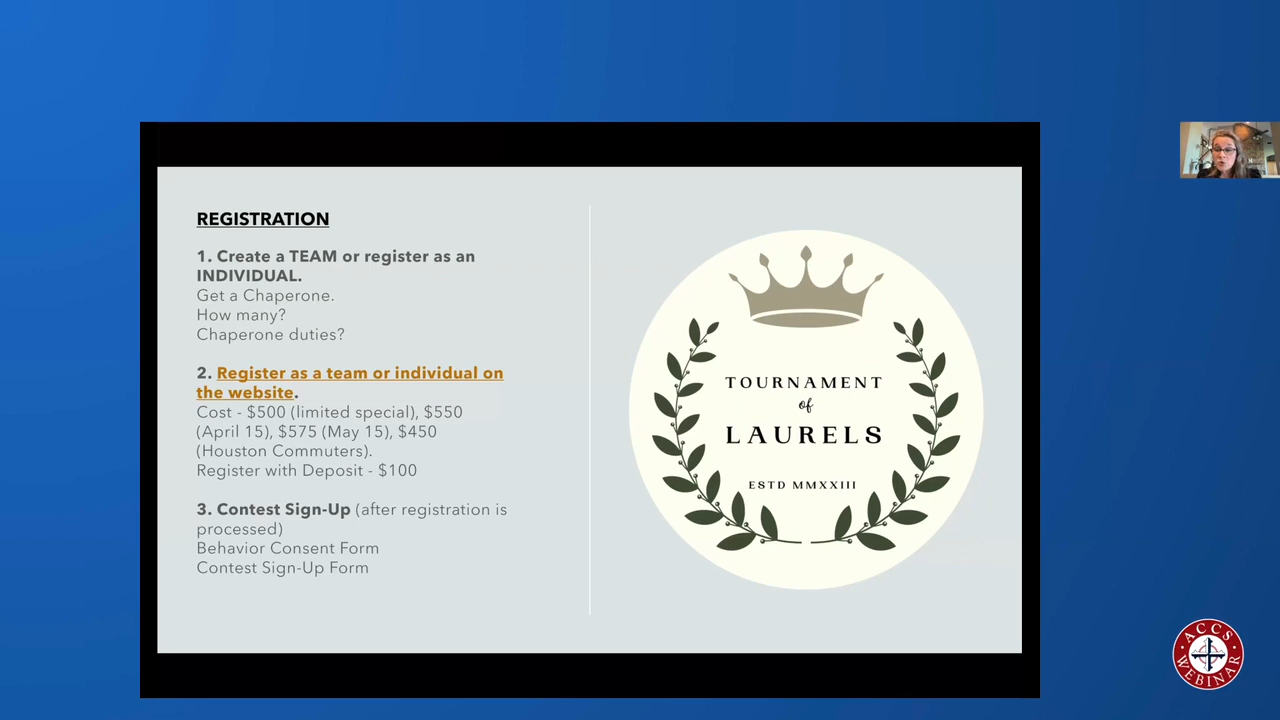 REGISTRATION
1. Create a TEAM or register as an
INDIVIDUAL.
Get a Chaperone.
How many?
Chaperone duties?
2. Register as a team or individual on
the website.
Cost - $500 (limited special), $550
(April 15), $575 (May 15), $450
(Houston Commuters).
Register with Deposit - $100
3. Contest Sign-Up (after registration is
processed)
Behavior Consent Form
Contest Sign-Up Form
TOURNAMENT
of
LAURELS
ESTD MMXXIII
ACCS
WEBINAR